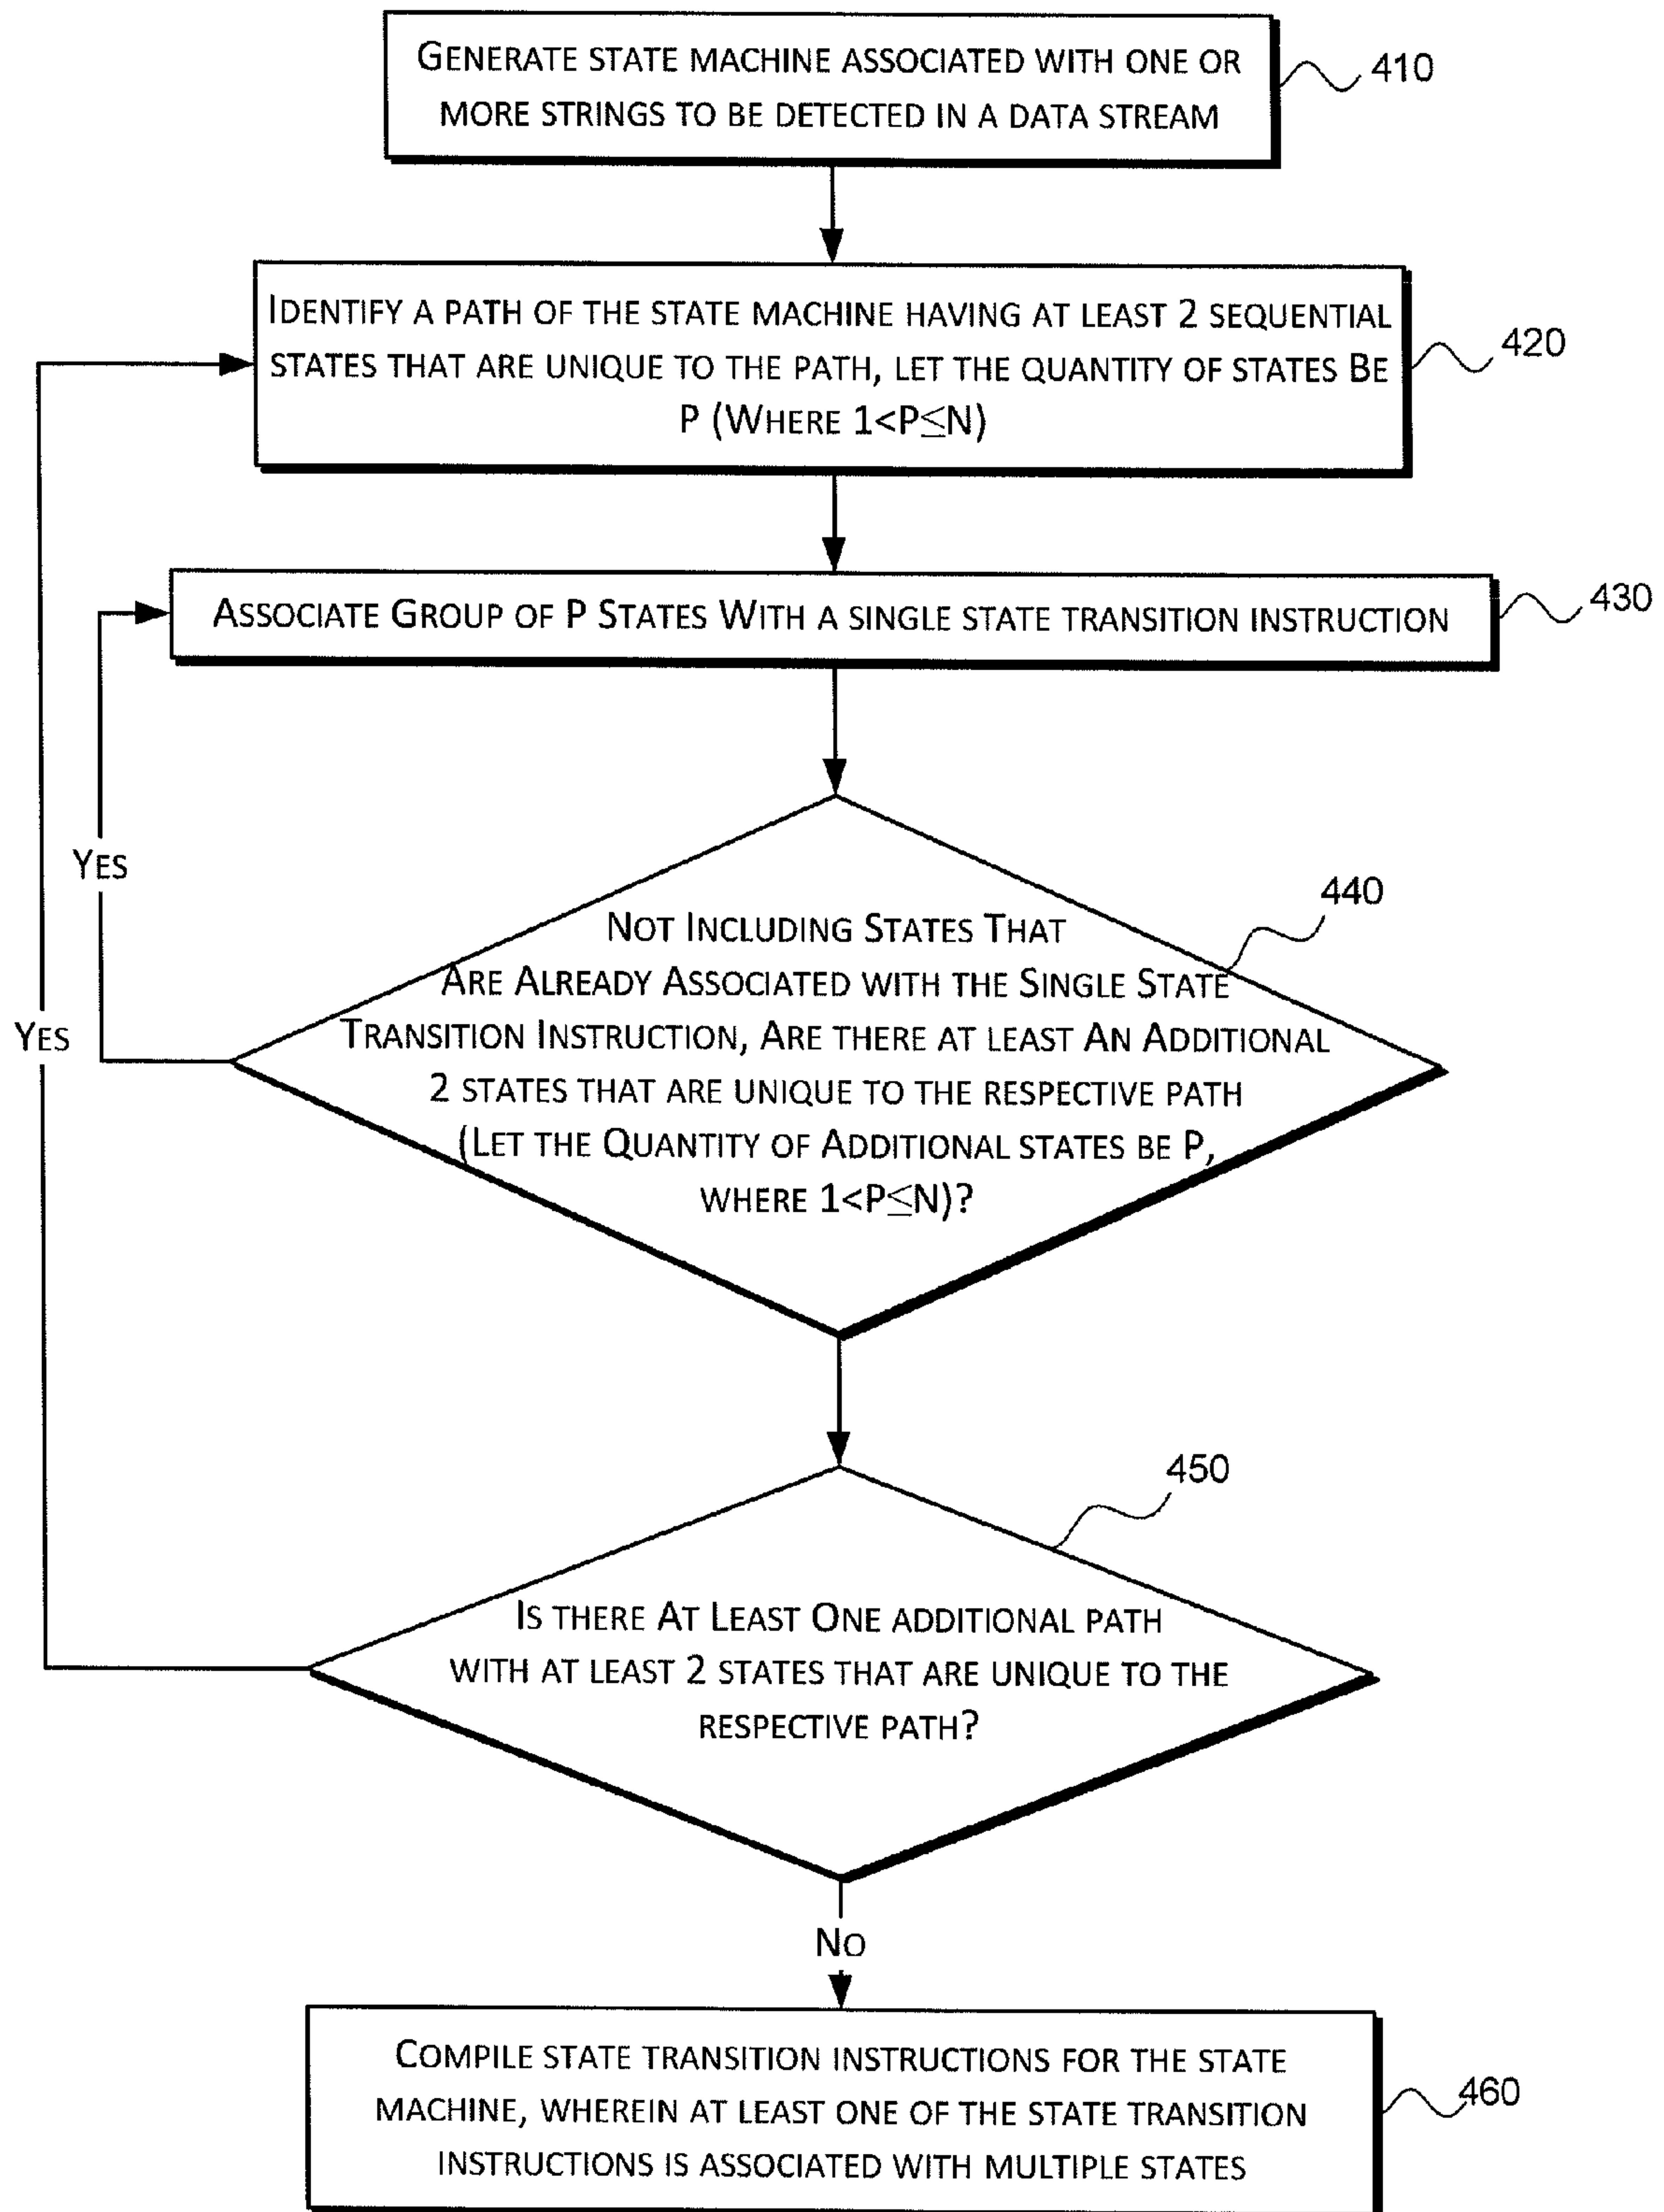 GENERATE STATE MACHINE ASSOCIATED WITH ONE OR
MORE STRINGS TO BE DETECTED IN A DATA STREAM
410
IDENTIFY A PATH OF THE STATE MACHINE HAVING AT LEAST 2 SEQUENTIAL
STATES THAT ARE UNIQUE TO THE PATH, LET THE QUANTITY OF STATES BE
P (WHERE 1<P≤N)
420
ASSOCIATE GROUP OF P STATES WITH A SINGLE STATE TRANSITION INSTRUCTION
430
YES
440
NOT INCLUDING STATES THAT
ARE ALREADY ASSOCIATED WITH THE SINGLE STATE
TRANSITION INSTRUCTION, ARE THERE AT LEAST AN ADDITIONAL
2 STATES THAT ARE UNIQUE TO THE RESPECTIVE PATH
(LET THE QUANTITY OF ADDITIONAL STATES BE P,
WHERE 1<P≤N)?
YES
450
IS THERE AT LEAST ONE ADDITIONAL PATH
WITH AT LEAST 2 STATES THAT ARE UNIQUE TO THE
RESPECTIVE PATH?
NO
COMPILE STATE TRANSITION INSTRUCTIONS FOR THE STATE
MACHINE, WHEREIN AT LEAST ONE OF THE STATE TRANSITION
INSTRUCTIONS IS ASSOCIATED WITH MULTIPLE STATES
460